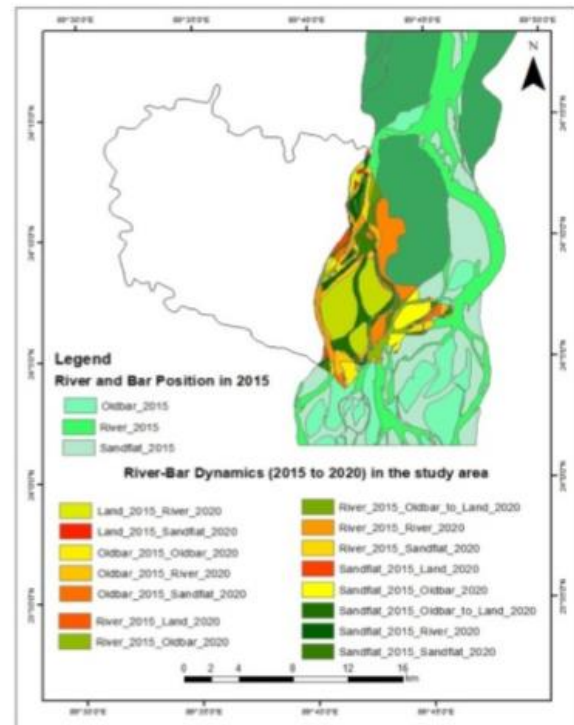 N
Legend
River and Bar Position in 2015
Oldbar_2015
River_2015
Sandflat_2015
River-Bar Dynamics (2015 to 2020) in the study area
Land_2015_River_2020
Land_2015_Sandflat_2020
Oldbar_2015_Oldbar_2020
Oldbar_2015_River_2020
Oldbar_2015_Sandflat_2020
River_2015_Land_2020
River_2015_Oldbar_2020
River_2015_Oldbar_to_Land_2020
River_2015_River_2020
River_2015_Sandflat_2020
Sandflat_2015_Land_2020
Sandflat_2015_Oldbar_2020
Sandflat_2015_Oldbar_to_Land_2020
Sandflat_2015_River_2020
Sandflat_2015_Sandflat_2020
0 2 4 8 12 16
km